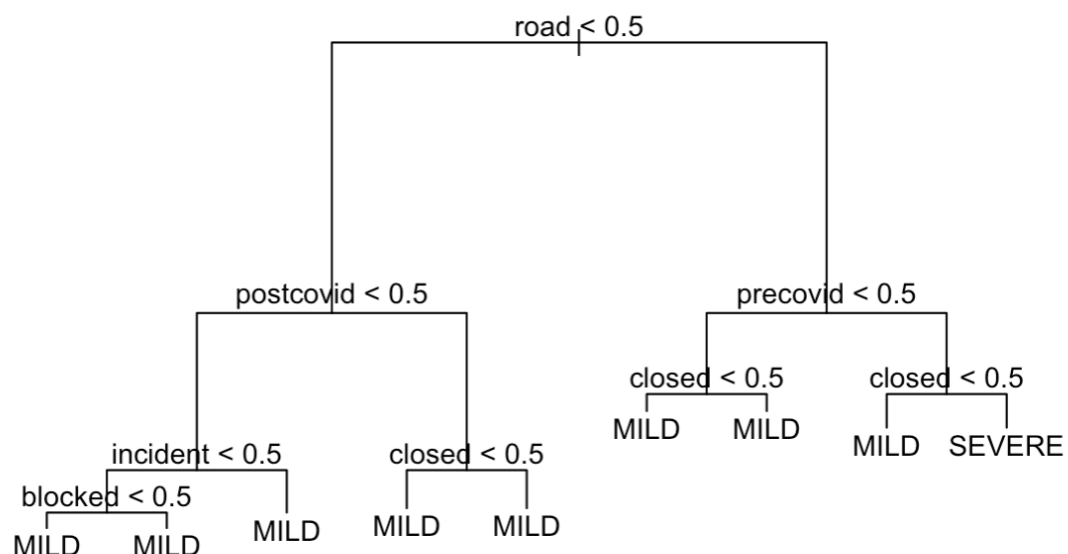 road < 0.5
postcovid < 0.5
precovid < 0.5
closed < 0.5
closed < 0.5
MILD
MILD
MILD
SEVERE
incident < 0.5
closed < 0.5
blocked < 0.5
MILD
MILD
MILD
MILD
MILD